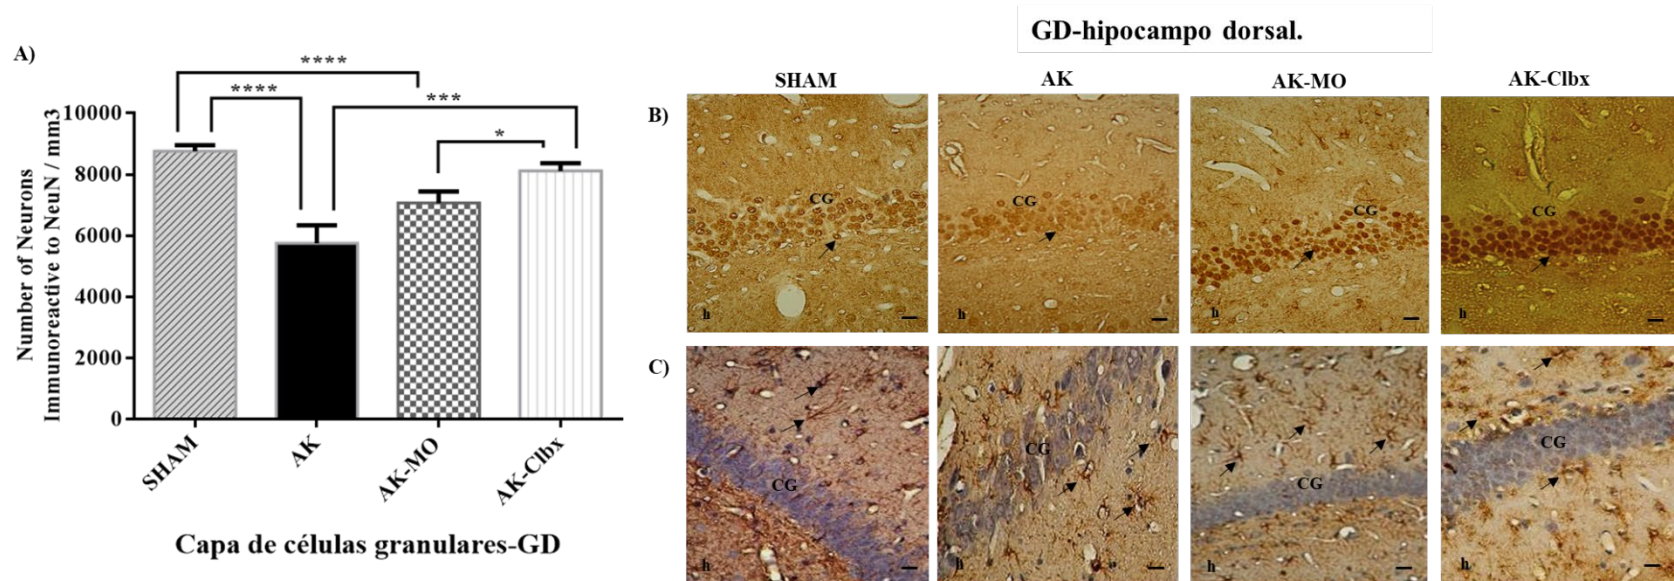 GD-hipocampo dorsal.
A)
****
****
***
*
Number of Neurons
Immunoreactive to NeuN / mm3
10000
8000
6000
4000
2000
0
SHAM
AK
AK-MO
AK-Clbx
Capa de células granulares-GD
SHAM
AK
AK-MO
AK-Clbx
B)
CG
h
CG
h
CG
h
CG
h
C)
CG
h
CG
h
CG
h
CG
h